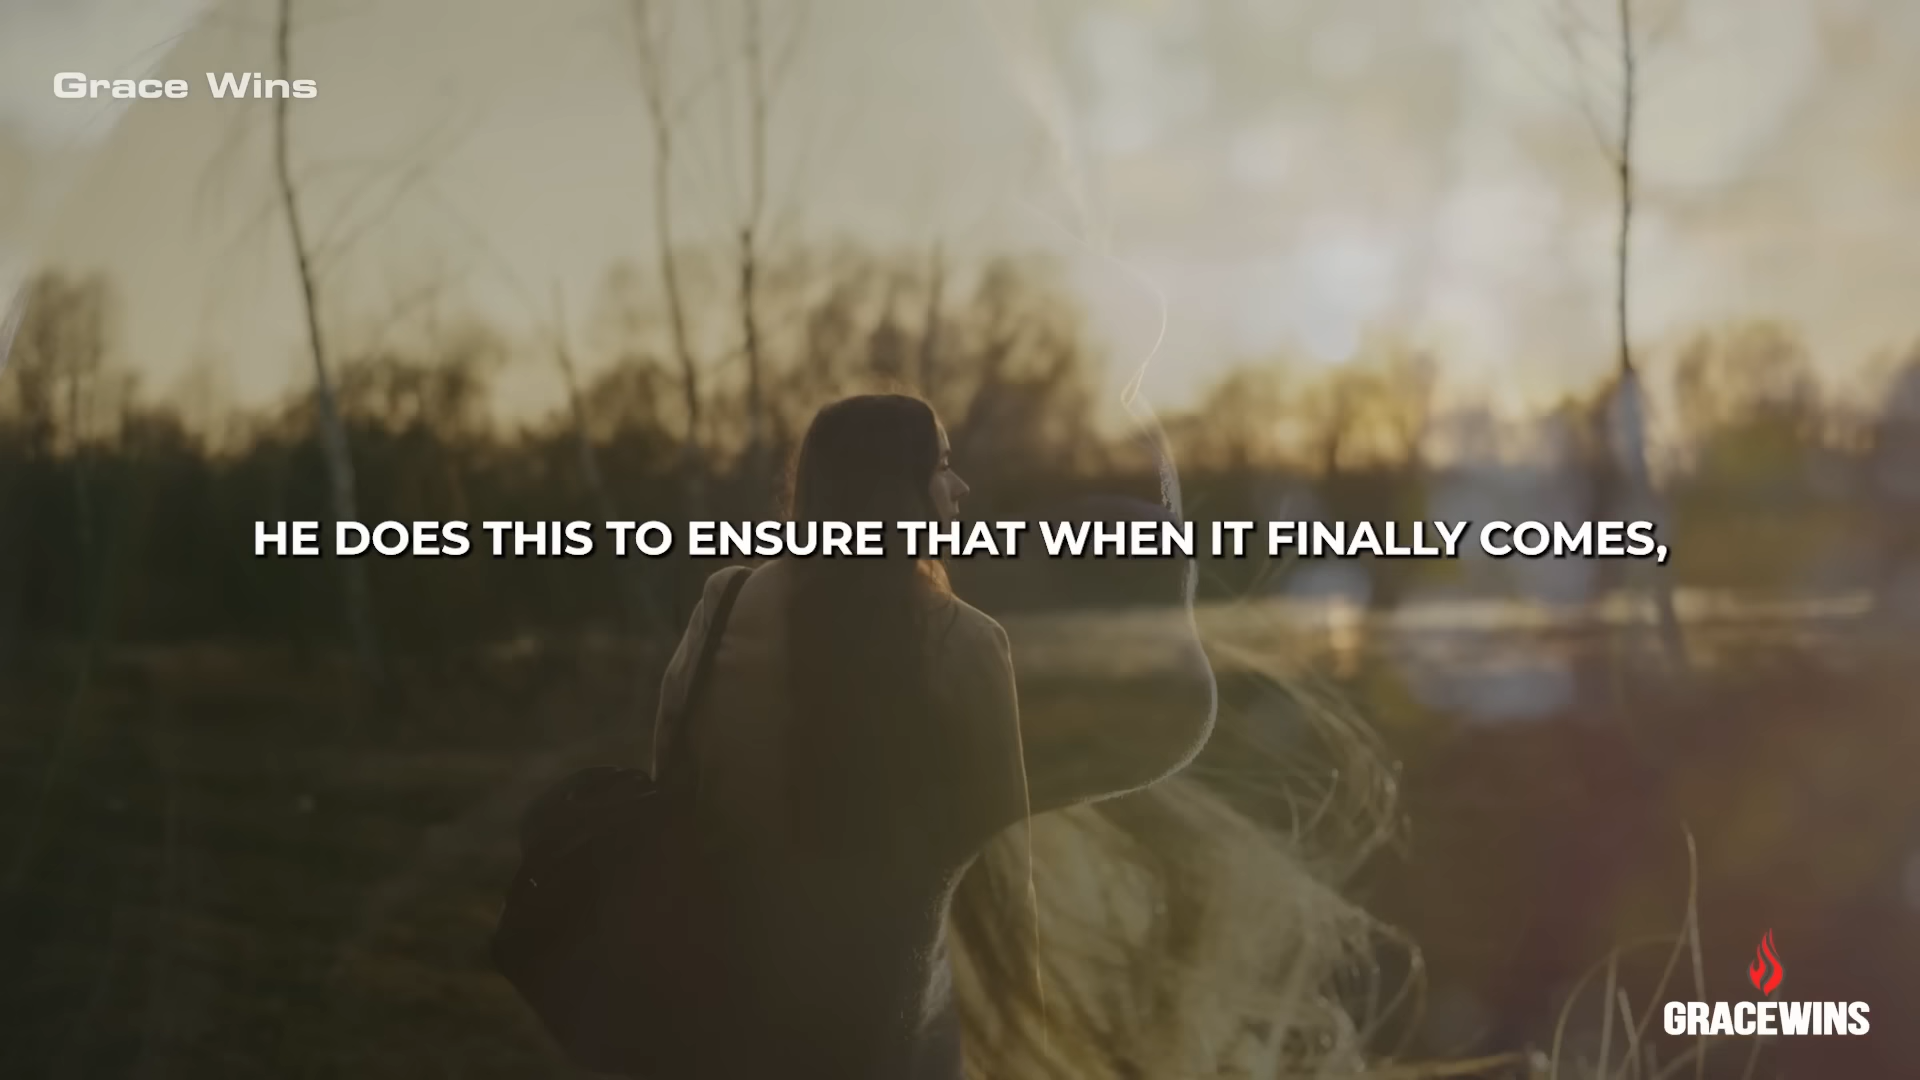 Grace Wins
HE DOES THIS TO ENSURE THAT WHEN IT FINALLY COMES,
GRACEWINS